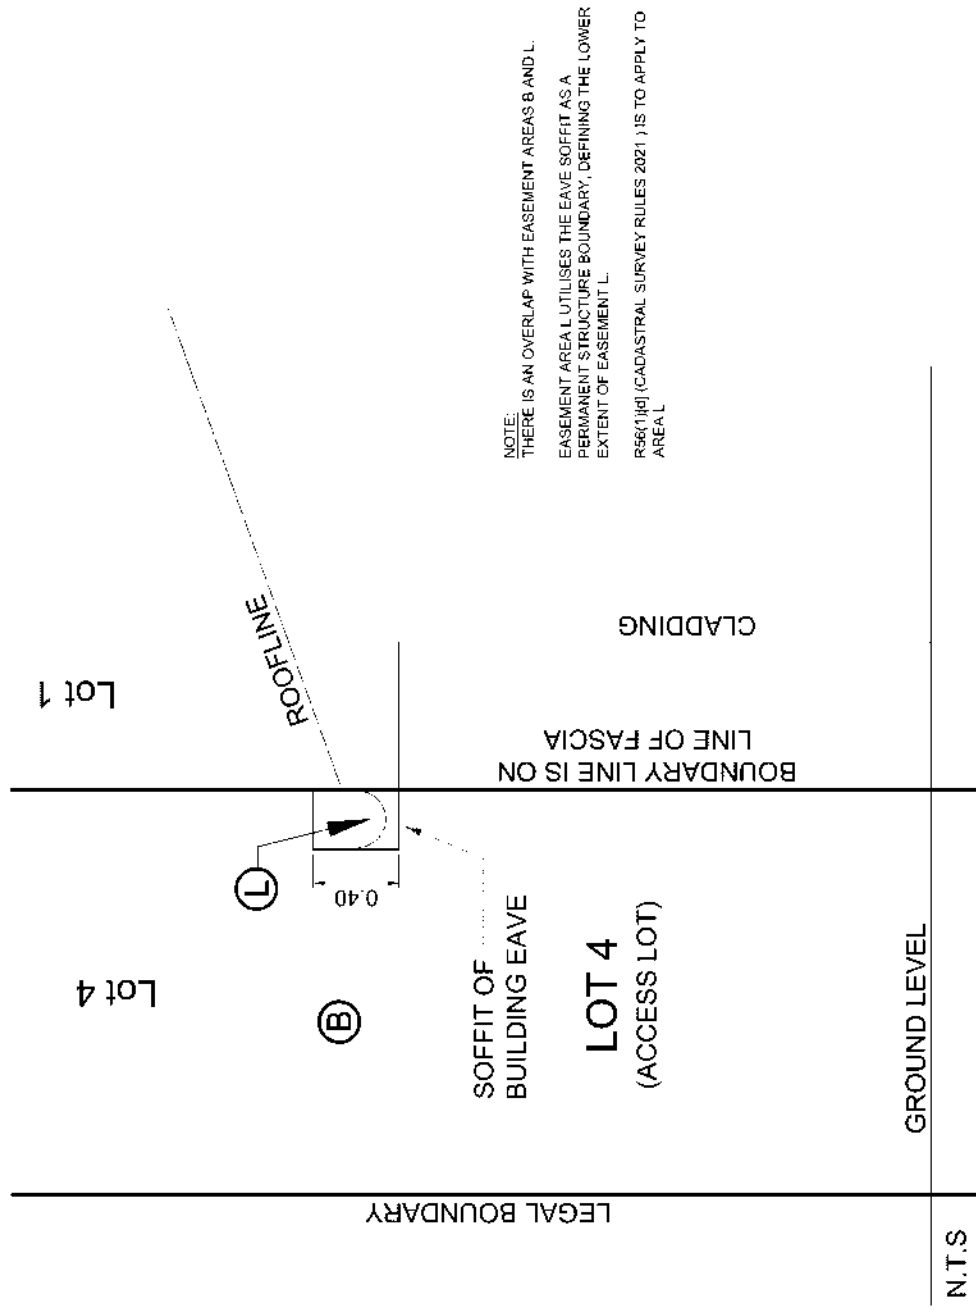 Lot 1
ROOFLINE
NOTE:
THERE IS AN OVERLAP WITH EASEMENT AREAS B AND L.
EASEMENT AREA L UTILISES THE EAVE SOFFIT AS A
PERMANENT STRUCTURE BOUNDARY, DEFINING THE LOWER
EXTENT OF EASEMENT L.
R56(1)(d) (CADASTRAL SURVEY RULES 2021 ) IS TO APPLY TO
AREA L
CLADDING
BOUNDARY LINE IS ON
LINE OF FASCIA
L
0.40
Lot 4
B
SOFFIT OF
BUILDING EAVE
LOT 4
(ACCESS LOT)
GROUND LEVEL
LEGAL BOUNDARY
N.T.S